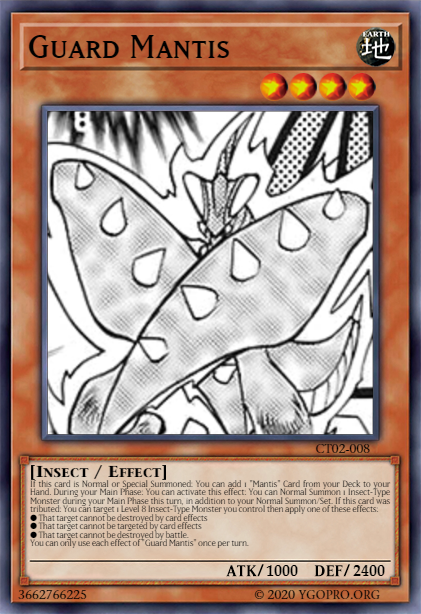 GUARD MANTIS
EARTH
地
CT02-008
[INSECT / EFFECT]
If this card is Normal or Special Summoned: You can add 1 "Mantis" Card from your Deck to your
Hand. During your Main Phase: You can activate this effect: You can Normal Summon 1 Insect-Type
Monster during your Main Phase this turn, in addition to your Normal Summon/Set. If this card was
tributed: You can target 1 Level 8 Insect-Type Monster you control then apply one of these effects.
●That target cannot be destroyed by card effects
●That target cannot be targeted by card effects
●That target cannot be destroyed by battle.
You can only use each effect of "Guard Mantis" once per turn.
ATK/1000 DEF/2400
3662766225 © 2020 YGOPRO.ORG